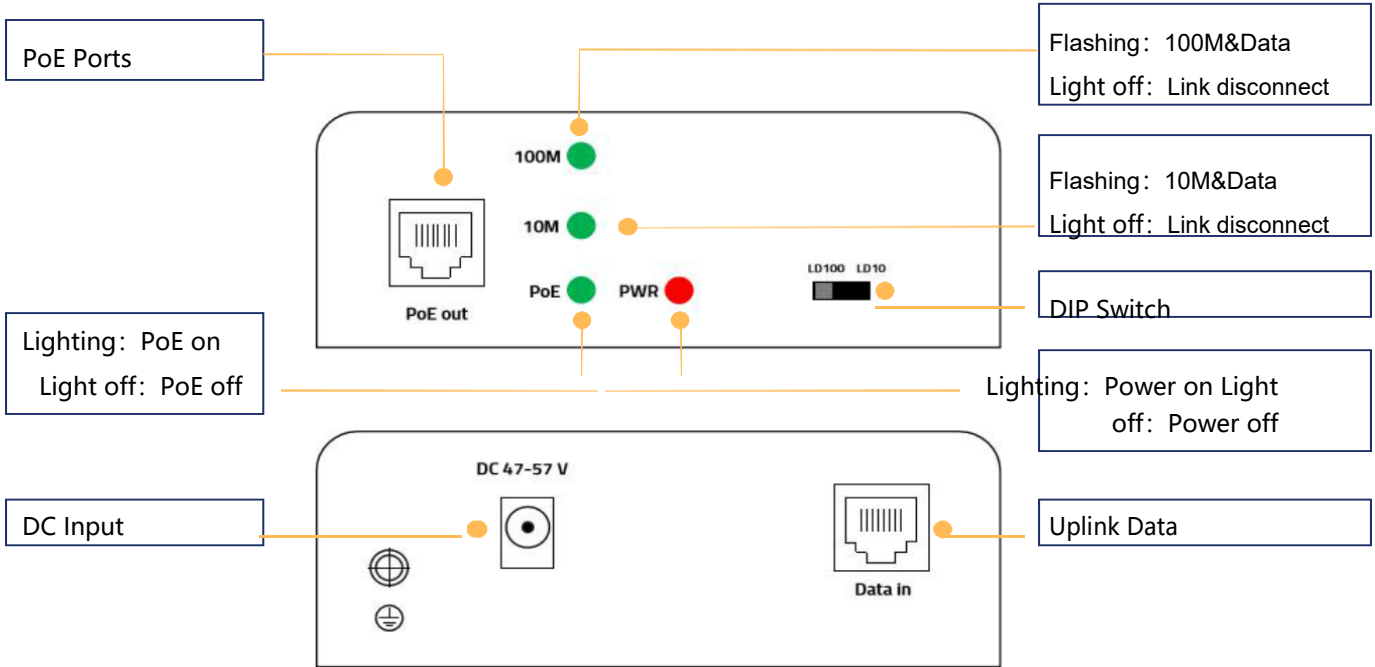 PoE Ports
Flashing：100M&Data
Light off：Link disconnect
100M
10M
Flashing：10M&Data
Light off：Link disconnect
PoE out
PoE
PWR
LD100 LD10
DIP Switch
Lighting：PoE on
Light off：PoE off
Lighting：Power on Light
off：Power off
DC 47-57 V
DC Input
Data in
Uplink Data